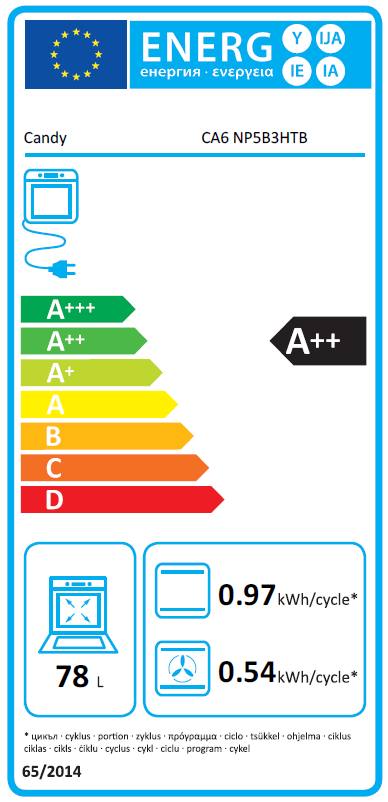 ENERG Y IJA
енергия · ενεργεια IE IA
Candy CA6 NP5B3HTB
A+++
A++
A++
A+
A
B
C
D
0.97 kWh/cycle*
78 L
0.54 kWh/cycle*
* цикъл · cyklus · portion · zyklus · πρόγραμμα · ciclo · tsükkel · ohjelma · ciklus
ciklas · cikls · ċiklu · cyclus · cykl · ciclu · program · cykel
65/2014